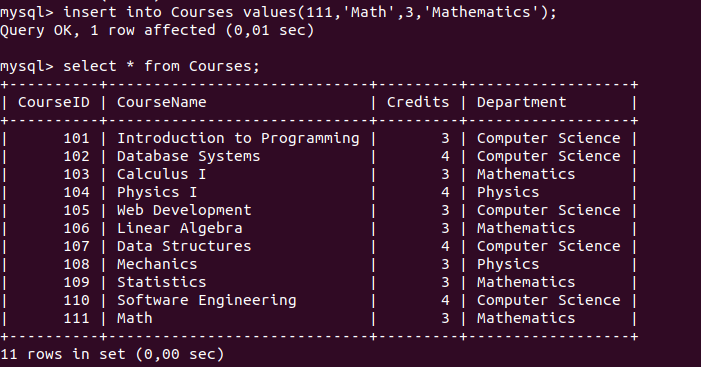 mysql> insert into Courses values(111,'Math',3,'Mathematics');
Query OK, 1 row affected (0,01 sec)
mysql> select * from Courses;
+----------+-----------------------------+---------+------------------+
| CourseID | CourseName                  | Credits | Department       |
+----------+-----------------------------+---------+------------------+
|      101 | Introduction to Programming |       3 | Computer Science |
|      102 | Database Systems            |       4 | Computer Science |
|      103 | Calculus I                  |       3 | Mathematics      |
|      104 | Physics I                   |       4 | Physics          |
|      105 | Web Development             |       3 | Computer Science |
|      106 | Linear Algebra              |       3 | Mathematics      |
|      107 | Data Structures             |       4 | Computer Science |
|      108 | Mechanics                   |       3 | Physics          |
|      109 | Statistics                  |       3 | Mathematics      |
|      110 | Software Engineering        |       4 | Computer Science |
|      111 | Math                        |       3 | Mathematics      |
+----------+-----------------------------+---------+------------------+
11 rows in set (0,00 sec)